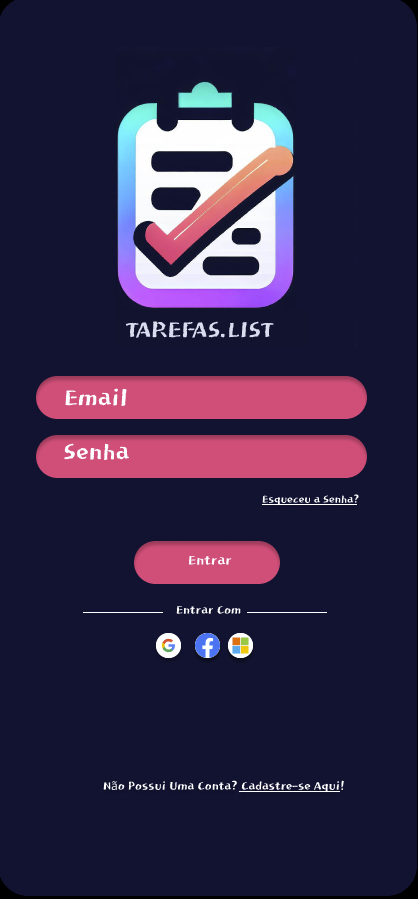 TAREFAS.LIST
Email
Senha
Esqueceu a Senha?
Entrar
Entrar Com
Não Possui Uma Conta? Cadastre-se Aqui!